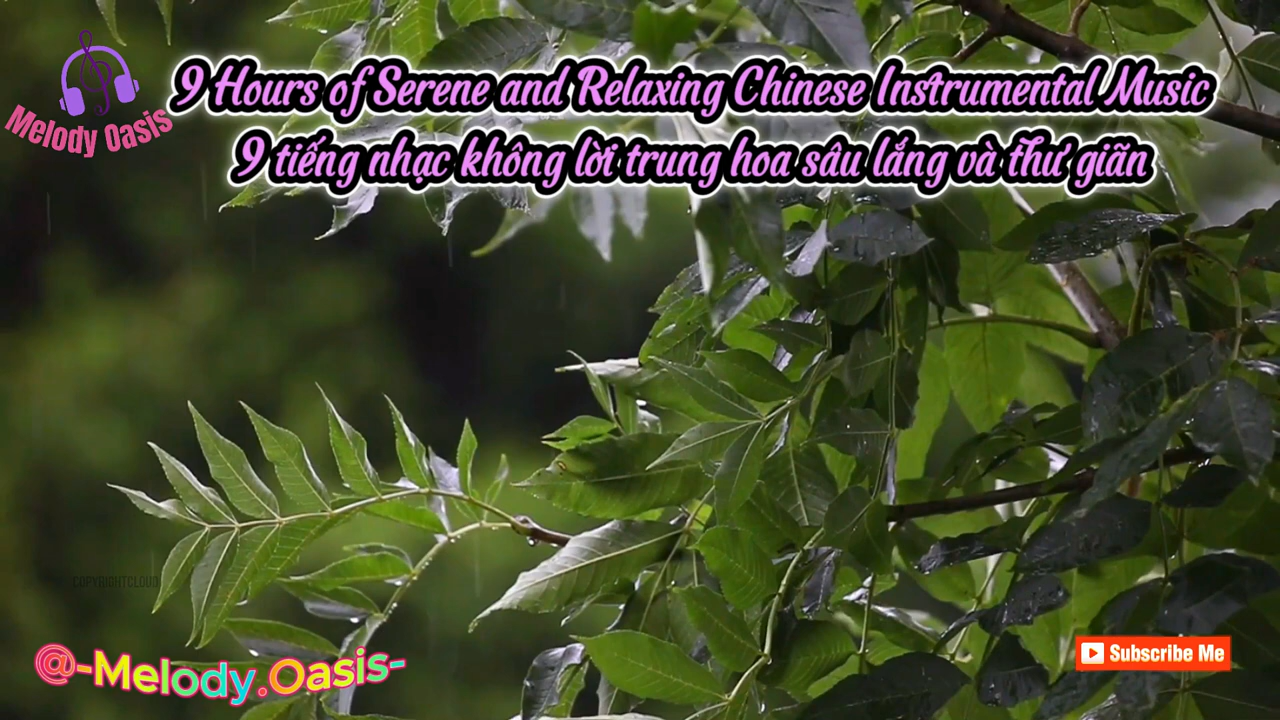 9 Hours of Serene and Relaxing Chinese Instrumental Music
9 tiếng nhạc không lời trung hoa sâu lắng và thư giãn
Melody Oasis
COPYRIGHTCLOUD
@-Melody.Oasis-
Subscribe Me